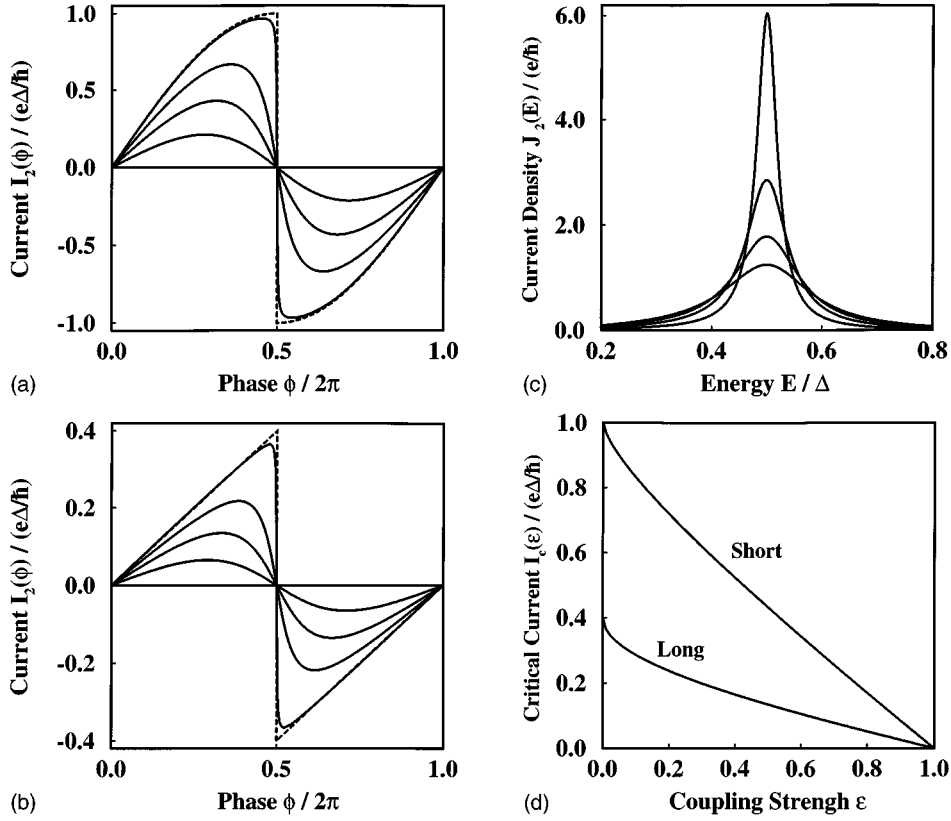 Current I₂(ϕ) / (eΔ/ħ)
1.0
0.5
0.0
-0.5
-1.0
0.0 0.5 1.0
(a) Phase ϕ / 2π
Current Density J₂(E) / (e/ħ)
6.0
4.0
2.0
0.0
0.2 0.4 0.6 0.8
(c) Energy E / Δ
Current I₂(ϕ) / (eΔ/ħ)
0.4
0.2
0.0
-0.2
-0.4
0.0 0.5 1.0
(b) Phase ϕ / 2π
Critical Current I_c(ε) / (eΔ/ħ)
1.0
0.8
0.6
0.4
0.2
0.0
Short
Long
0.0 0.2 0.4 0.6 0.8 1.0
(d) Coupling Strengh ε